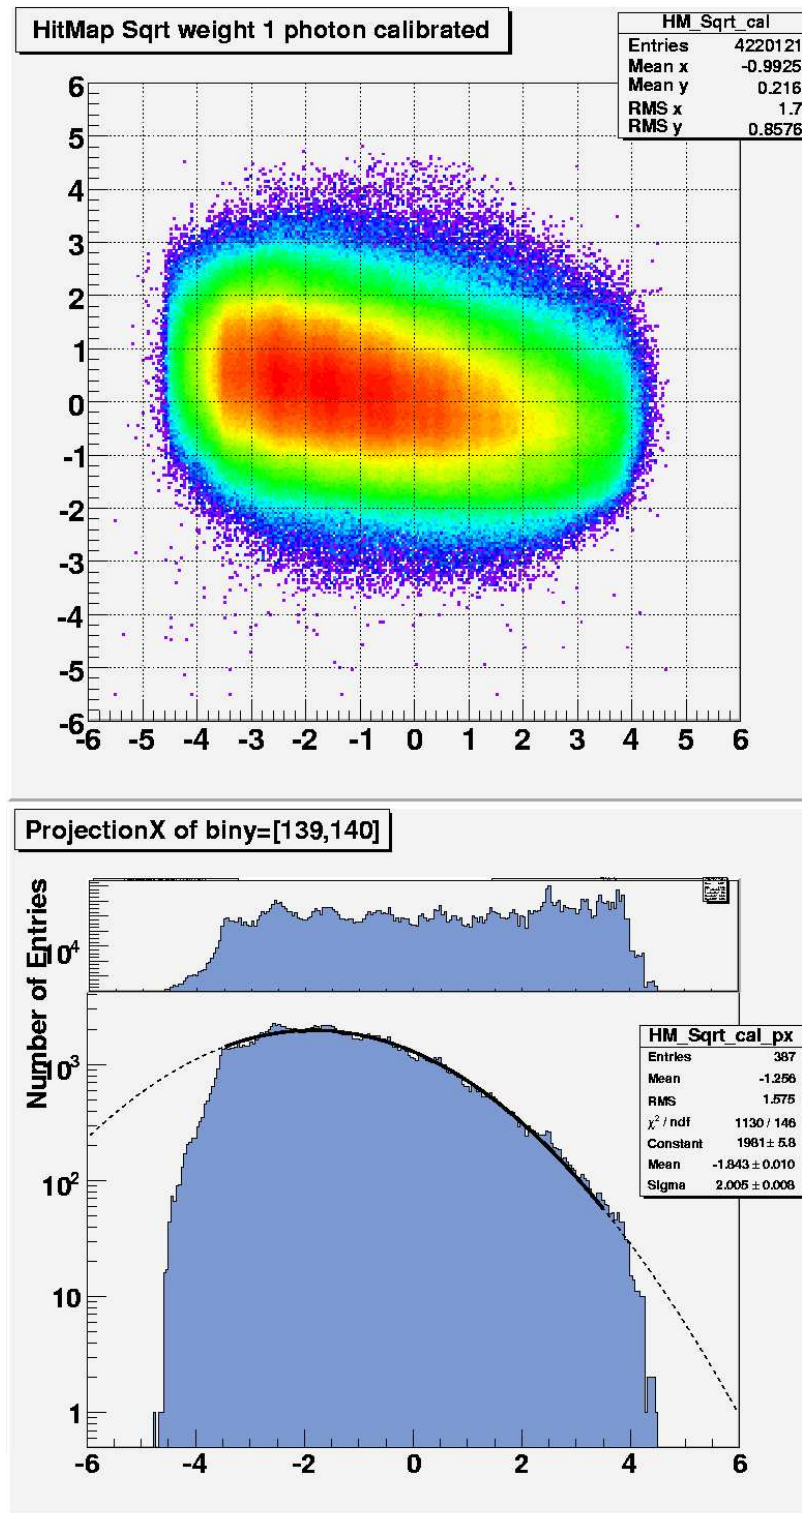 HitMap Sqrt weight 1 photon calibrated
HM_Sqrt_cal
Entries 4220121
Mean x -0.9925
Mean y 0.216
RMS x 1.7
RMS y 0.8576
6
5
4
3
2
1
0
-1
-2
-3
-4
-5
-6
-6 -5 -4 -3 -2 -1 0 1 2 3 4 5 6
ProjectionX of biny=[139,140]
Number of Entries
10^4
10^3
10^2
10
1
HM_Sqrt_cal_px
Entries 387
Mean -1.256
RMS 1.575
χ² / ndf 1130 / 146
Constant 1981 ± 5.8
Mean -1.843 ± 0.010
Sigma 2.005 ± 0.008
-6 -4 -2 0 2 4 6